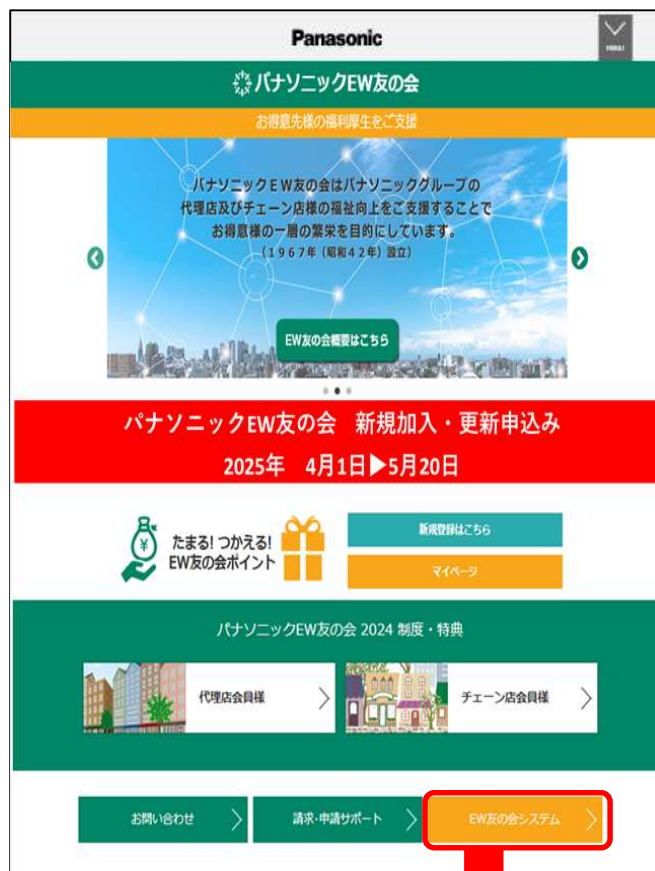 Panasonic
パナソニックEW友の会
お得意先様の福利厚生をご支援
パナソニックEW友の会はパナソニックグループの
代理店及びチェーン店様の福祉向上をご支援することで
お得意様の一層の繁栄を目的にしています。
（1967年（昭和42年）設立）
EW友の会概要はこちら
パナソニックEW友の会 新規加入・更新申込み
2025年 4月1日▶5月20日
たまる! つかえる!
EW友の会ポイント
新規登録はこちら
マイページ
パナソニックEW友の会 2024 制度・特典
代理店会員様
チェーン店会員様
お問い合わせ
請求・申請サポート
EW友の会システム